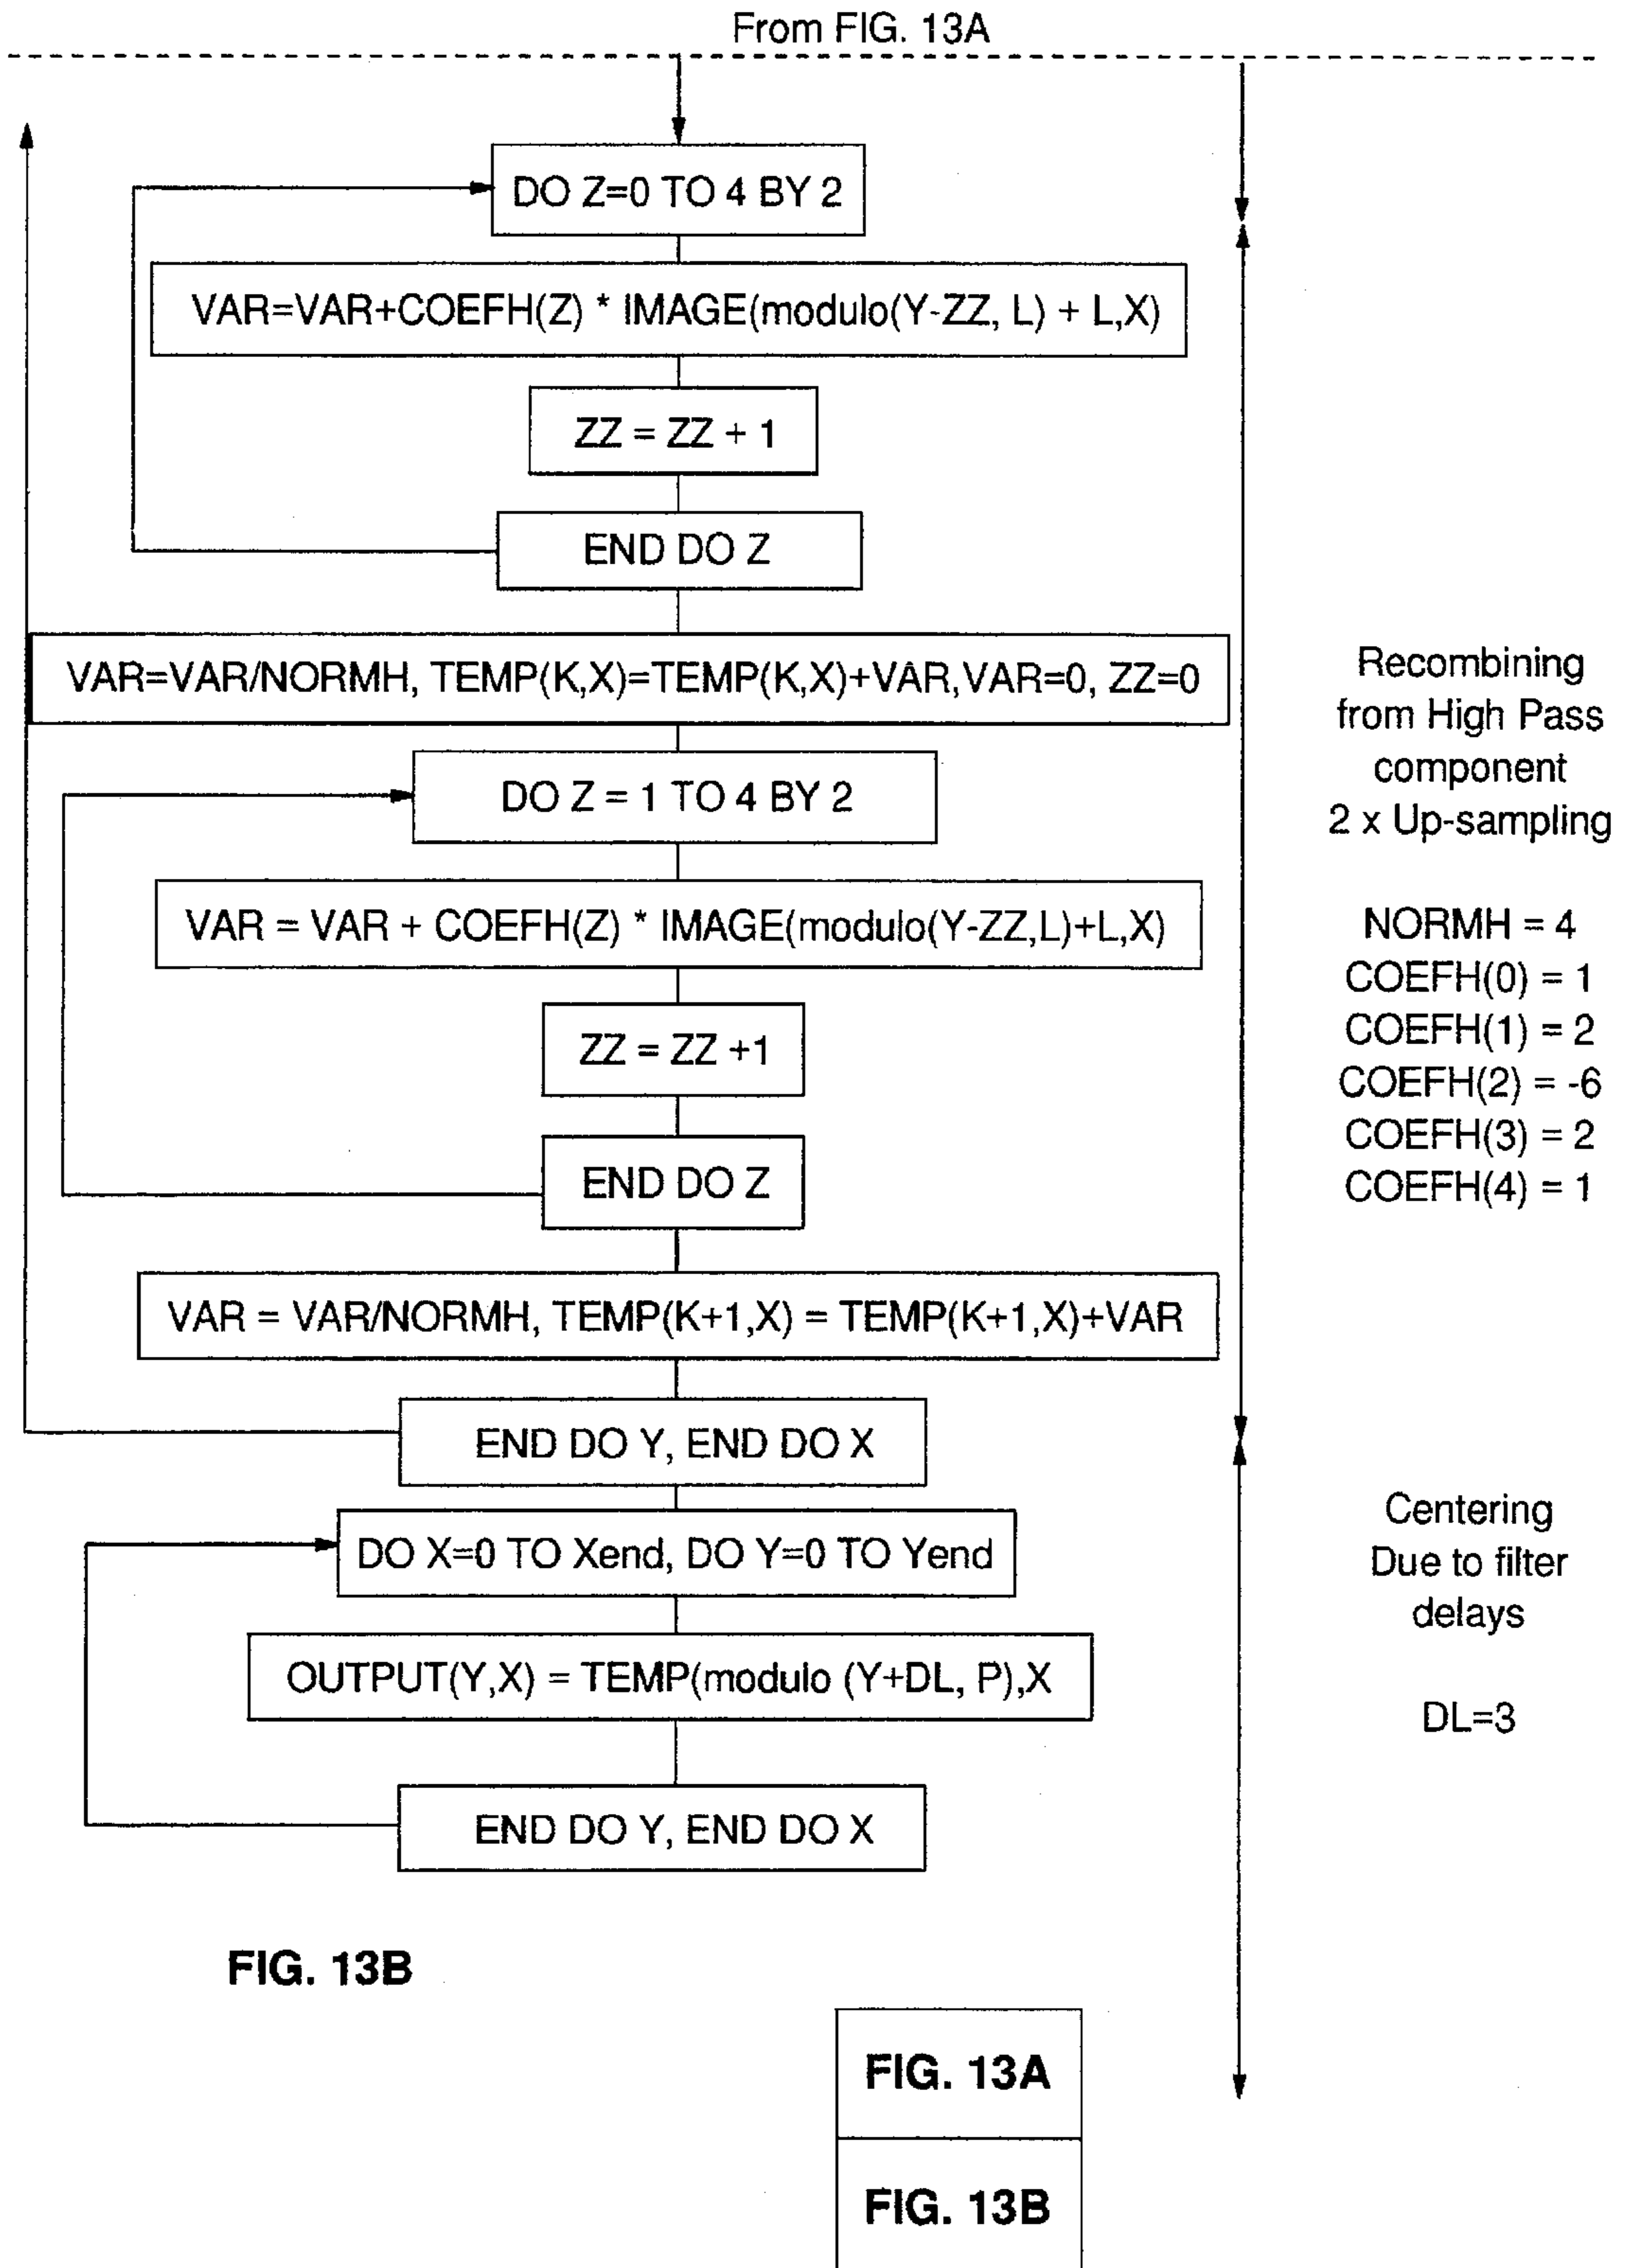 From FIG. 13A
DO Z=0 TO 4 BY 2
VAR=VAR+COEFH(Z) * IMAGE(modulo(Y-ZZ, L) + L,X)
ZZ = ZZ + 1
END DO Z
VAR=VAR/NORMH, TEMP(K,X)=TEMP(K,X)+VAR,VAR=0, ZZ=0
DO Z = 1 TO 4 BY 2
VAR = VAR + COEFH(Z) * IMAGE(modulo(Y-ZZ,L)+L,X)
ZZ = ZZ +1
END DO Z
VAR = VAR/NORMH, TEMP(K+1,X) = TEMP(K+1,X)+VAR
END DO Y, END DO X
Recombining
from High Pass
component
2 x Up-sampling
NORMH = 4
COEFH(0) = 1
COEFH(1) = 2
COEFH(2) = -6
COEFH(3) = 2
COEFH(4) = 1
DO X=0 TO Xend, DO Y=0 TO Yend
OUTPUT(Y,X) = TEMP(modulo (Y+DL, P),X
END DO Y, END DO X
Centering
Due to filter
delays
DL=3
FIG. 13B
FIG. 13A
FIG. 13B